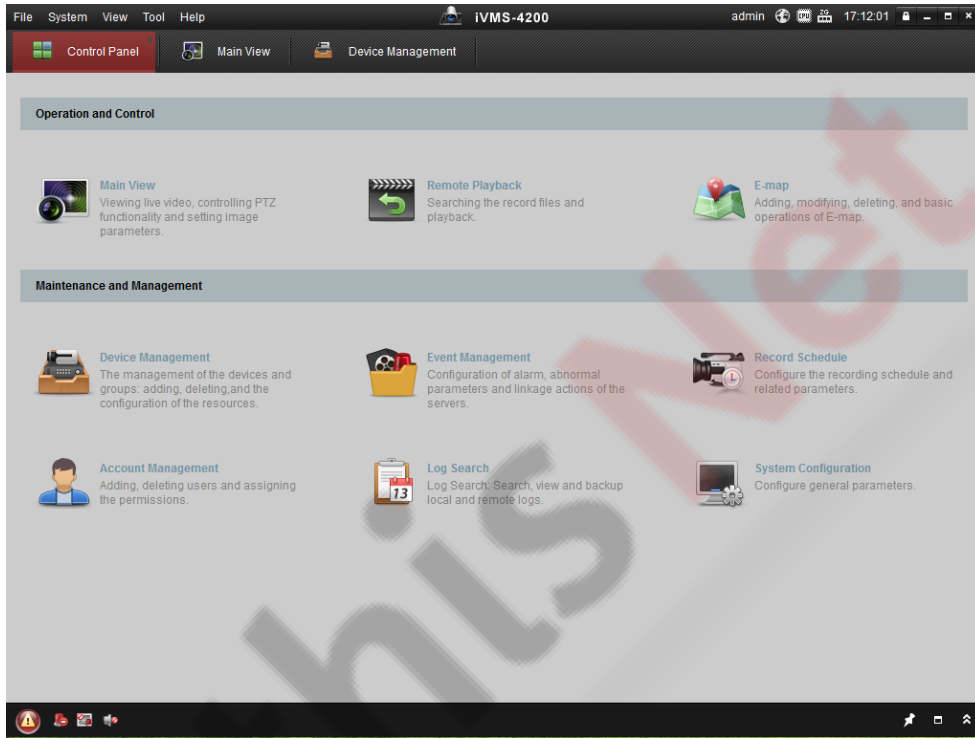 File System View Tool Help iVMS-4200 admin CPU 2G 17:12:01
Control Panel Main View Device Management
Operation and Control
Main View
Viewing live video, controlling PTZ
functionality and setting image
parameters.
Remote Playback
Searching the record files and
playback.
E-map
Adding, modifying, deleting, and basic
operations of E-map.
Maintenance and Management
Device Management
The management of the devices and
groups: adding, deleting,and the
configuration of the resources.
Event Management
Configuration of alarm, abnormal
parameters and linkage actions of the
servers.
Record Schedule
Configure the recording schedule and
related parameters.
Account Management
Adding, deleting users and assigning
the permissions.
13
Log Search
Log Search: Search, view and backup
local and remote logs.
System Configuration
Configure general parameters.
his Net